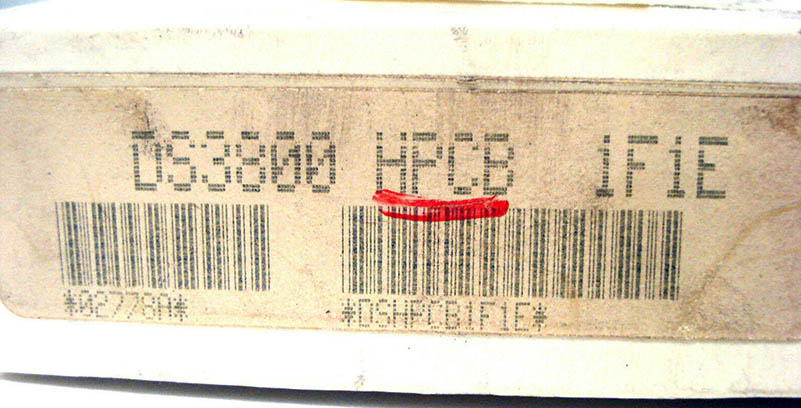 DS3800 HPCB 1F1E
*02778A* *DSHPCB1F1E*